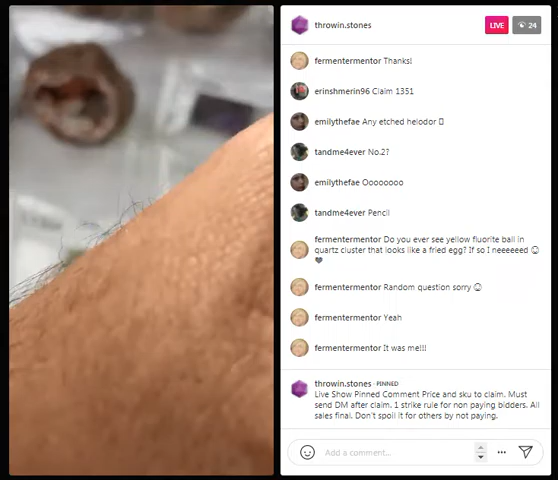 throwin.stones
LIVE
24
fermentermentor Thanks!
erinshmerin96 Claim 1351
emilythefae Any etched heliodor
tandme4ever No.2?
emilythefae Oooooooo
tandme4ever Pencil
fermentermentor Do you ever see yellow fluorite ball in
quartz cluster that looks like a fried egg? If so I neeeeeed ☺
♥
fermentermentor Random question sorry ☺
fermentermentor Yeah
fermentermentor It was me!!!
throwin.stones · PINNED
Live Show Pinned Comment Price and sku to claim. Must
send DM after claim. 1 strike rule for non paying bidders. All
sales final. Don't spoil it for others by not paying.
Add a comment...